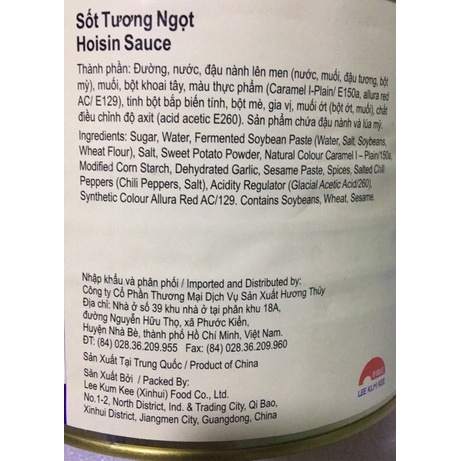 Sốt Tương Ngọt
Hoisin Sauce
Thành phần: Đường, nước, đậu nành lên men (nước, muối, đậu tương, bột
mỳ), muối, bột khoai tây, màu thực phẩm (Caramel I-Plain/ E150a, allura red
AC/ E129), tinh bột bắp biến tính, bột mè, gia vị, muối ớt (bột ớt, muối), chất
điều chỉnh độ axit (acid acetic E260). Sản phẩm chứa đậu nành và lúa mỳ.
Ingredients: Sugar, Water, Fermented Soybean Paste (Water, Salt, Soybeans,
Wheat Flour), Salt, Sweet Potato Powder, Natural Colour Caramel I – Plain/150a,
Modified Corn Starch, Dehydrated Garlic, Sesame Paste, Spices, Salted Chili
Peppers (Chili Peppers, Salt), Acidity Regulator (Glacial Acetic Acid/260),
Synthetic Colour Allura Red AC/129. Contains Soybeans, Wheat, Sesame.
Nhập khẩu và phân phối / Imported and Distributed by:
Công ty Cổ Phần Thương Mại Dịch Vụ Sản Xuất Hương Thủy
Địa chỉ: Nhà ở số 39 khu nhà ở tại phân khu 18A,
đường Nguyễn Hữu Thọ, xã Phước Kiển,
Huyện Nhà Bè, thành phố Hồ Chí Minh, Việt Nam.
ĐT: (84) 028.36.209.955 Fax: (84) 028.36.209.960
Sản Xuất Tại Trung Quốc / Product of China
Sản Xuất Bởi / Packed By:
Lee Kum Kee (Xinhui) Food Co., Ltd.
No.1-2, North District, Ind. & Trading City, Qi Bao,
Xinhui District, Jiangmen City, Guangdong, China
LEE KUM KEE